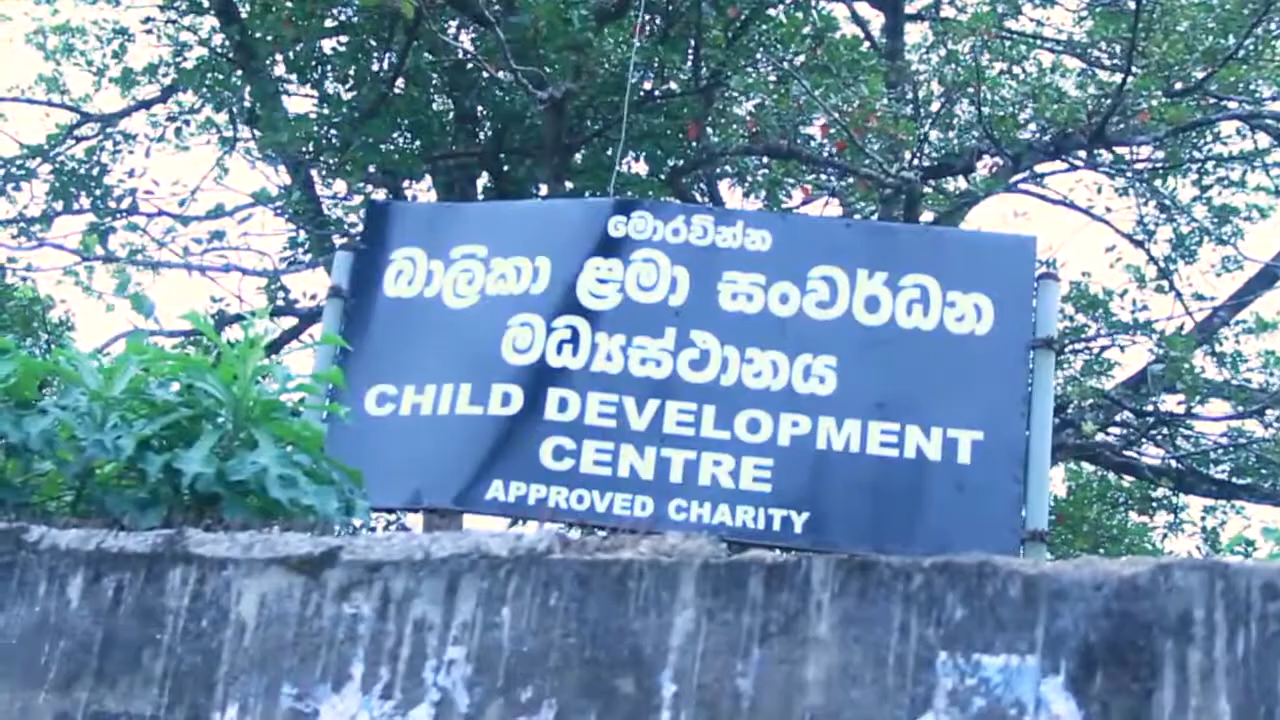 මොරවින්න
බාලිකා ළමා සංවර්ධන
මධ්‍යස්ථානය
CHILD DEVELOPMENT
CENTRE
APPROVED CHARITY